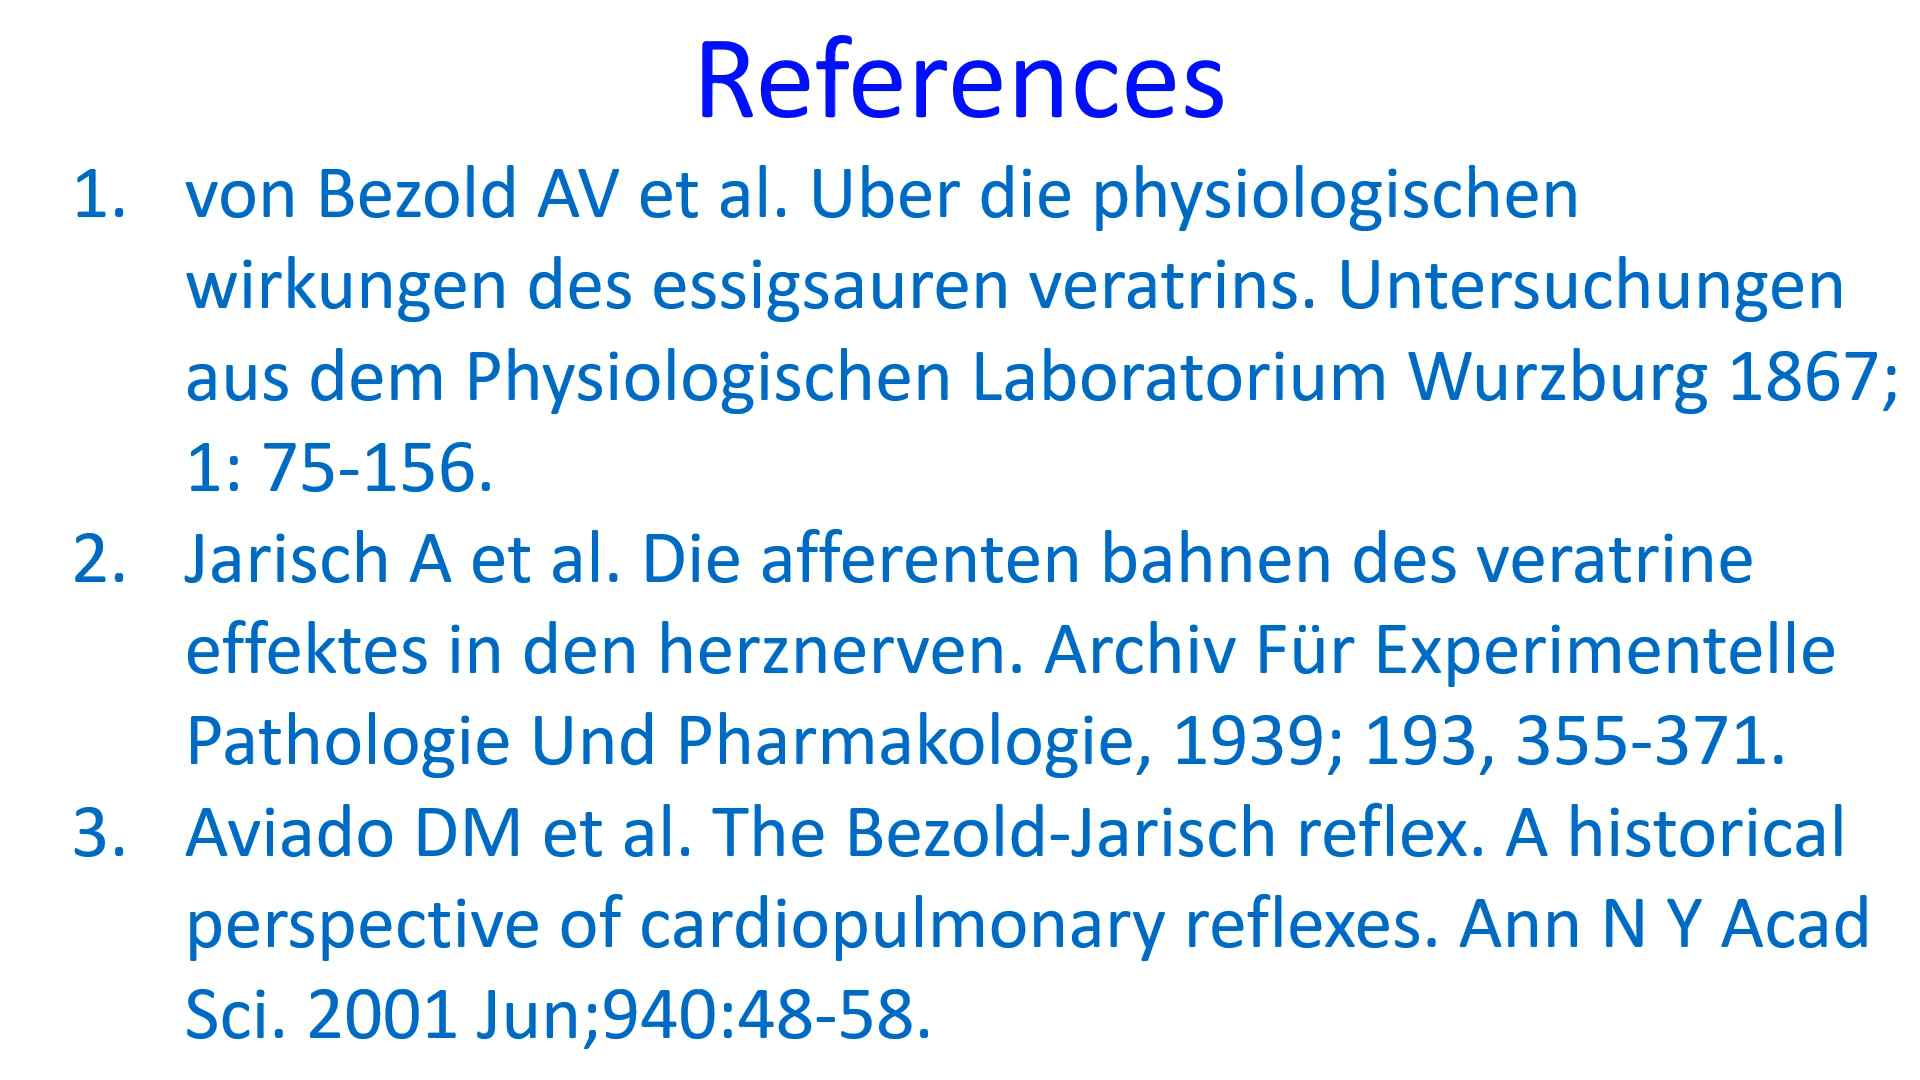 References
1. von Bezold AV et al. Uber die physiologischen
wirkungen des essigsauren veratrins. Untersuchungen
aus dem Physiologischen Laboratorium Wurzburg 1867;
1: 75-156.
2. Jarisch A et al. Die afferenten bahnen des veratrine
effektes in den herznerven. Archiv Für Experimentelle
Pathologie Und Pharmakologie, 1939; 193, 355-371.
3. Aviado DM et al. The Bezold-Jarisch reflex. A historical
perspective of cardiopulmonary reflexes. Ann N Y Acad
Sci. 2001 Jun;940:48-58.